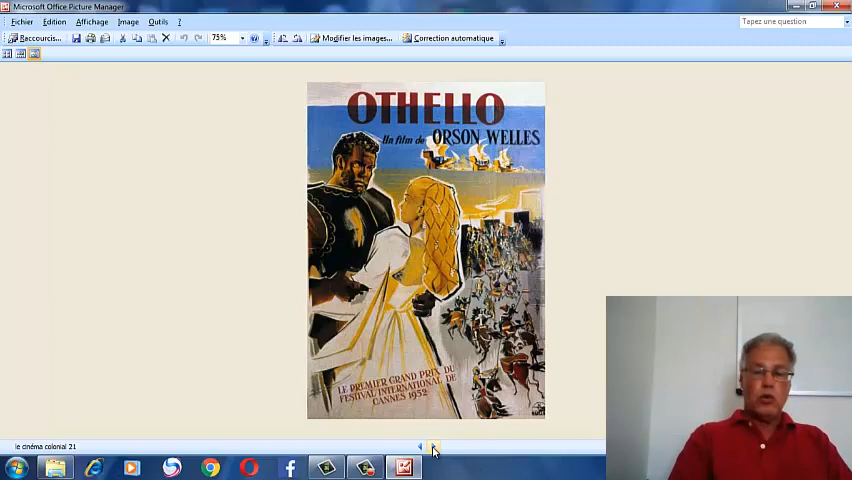 Microsoft Office Picture Manager
Fichier Edition Affichage Image Outils ?
Tapez une question
Raccourcis...
75%
Modifier les images...
Correction automatique
OTHELLO
Un film de ORSON WELLES
LE PREMIER GRAND PRIX DU
FESTIVAL INTERNATIONAL DE
CANNES 1952
le cinéma colonial 21